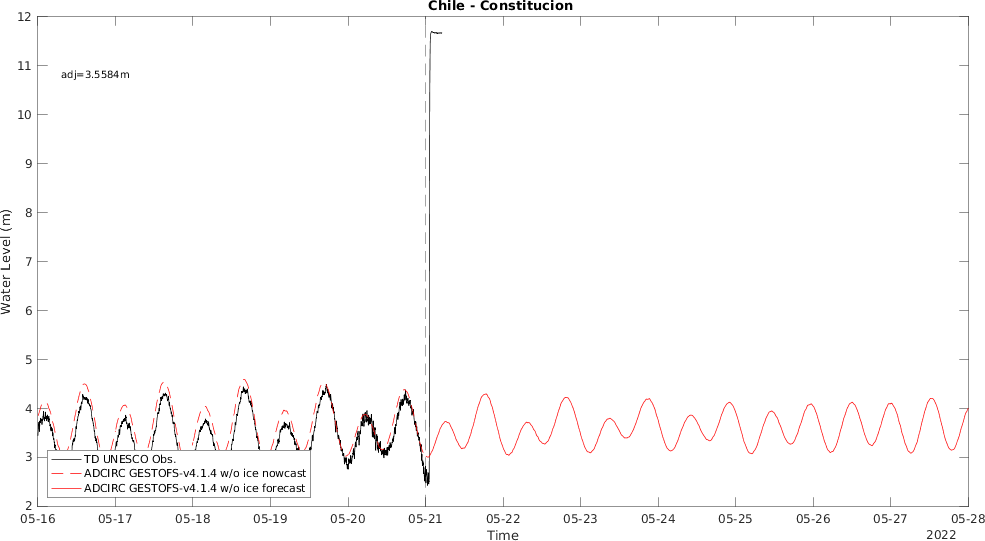 Chile - Constitucion
12
11
10
9
8
7
6
5
4
3
2
Water Level (m)
adj=3.5584m
TD UNESCO Obs.
ADCIRC GESTOFS-v4.1.4 w/o ice nowcast
ADCIRC GESTOFS-v4.1.4 w/o ice forecast
05-16 05-17 05-18 05-19 05-20 05-21 05-22 05-23 05-24 05-25 05-26 05-27 05-28
Time
2022